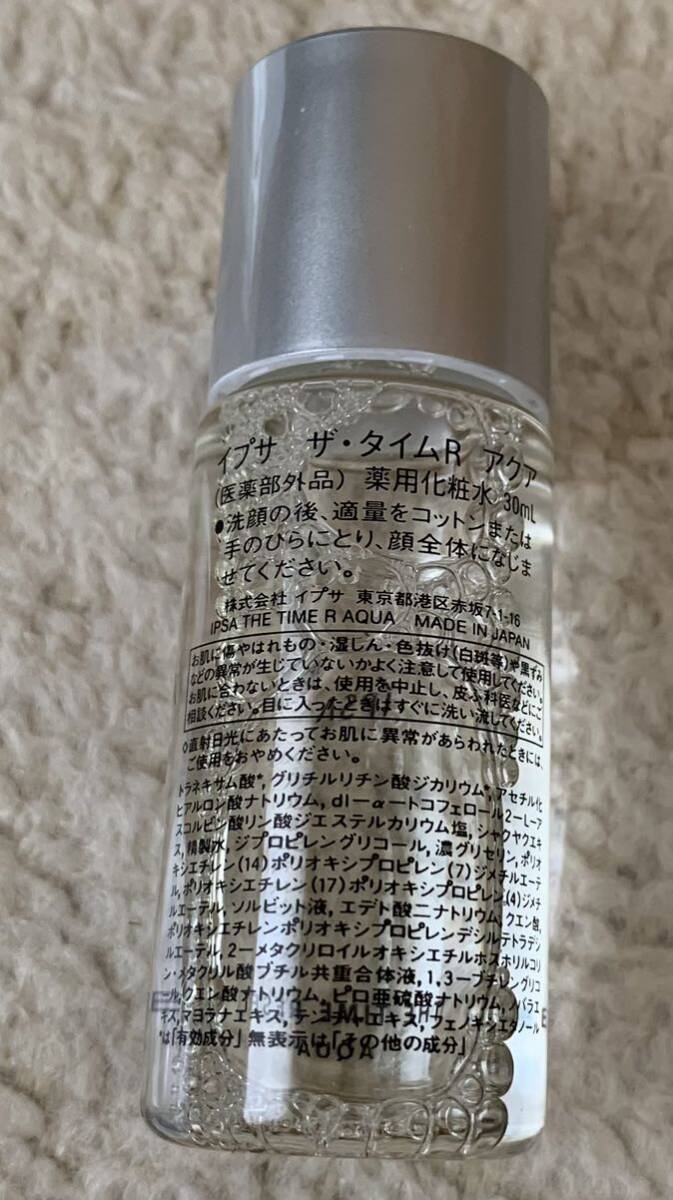 イプサ ザ・タイムR アクア
(医薬部外品) 薬用化粧水 30mL
●洗顔の後、適量をコットンまたは
手のひらにとり、顔全体になじま
せてください。
株式会社 イプサ 東京都港区赤坂7-1-16
IPSA THE TIME R AQUA MADE IN JAPAN
お肌に傷やはれもの・湿しん・色抜け(白斑等)や黒ずみ
などの異常が生じていないかよく注意して使用してください。
お肌に合わないときは、使用を中止し、皮ふ科医などにご
相談ください。目に入ったときはすぐに洗い流してください。
◇直射日光にあたってお肌に異常があらわれたときには、
ご使用をおやめください。
トラネキサム酸*, グリチルリチン酸ジカリウム*, アセチル化
ヒアルロン酸ナトリウム, dl−α−トコフェロール2−L−ア
スコルビン酸リン酸ジエステルカリウム塩, シャクヤクエキ
ス, 精製水, ジプロピレングリコール, 濃グリセリン, ポリオ
キシエチレン(14)ポリオキシプロピレン(7)ジメチルエーテ
ル, ポリオキシエチレン(17)ポリオキシプロピレン(4)ジメチ
ルエーテル, ソルビット液, エデト酸二ナトリウム, クエン酸,
ポリオキシエチレンポリオキシプロピレンデシルテトラデシ
ルエーテル, 2−メタクリロイルオキシエチルホスホリルコリ
ン・メタクリル酸ブチル共重合体液, 1,3−ブチレングリコ
ール, クエン酸ナトリウム, ピロ亜硫酸ナトリウム, バラエ
キス, マヨラナエキス, テンチャエキス, フェノキシエタノール
*は「有効成分」無表示は「その他の成分」